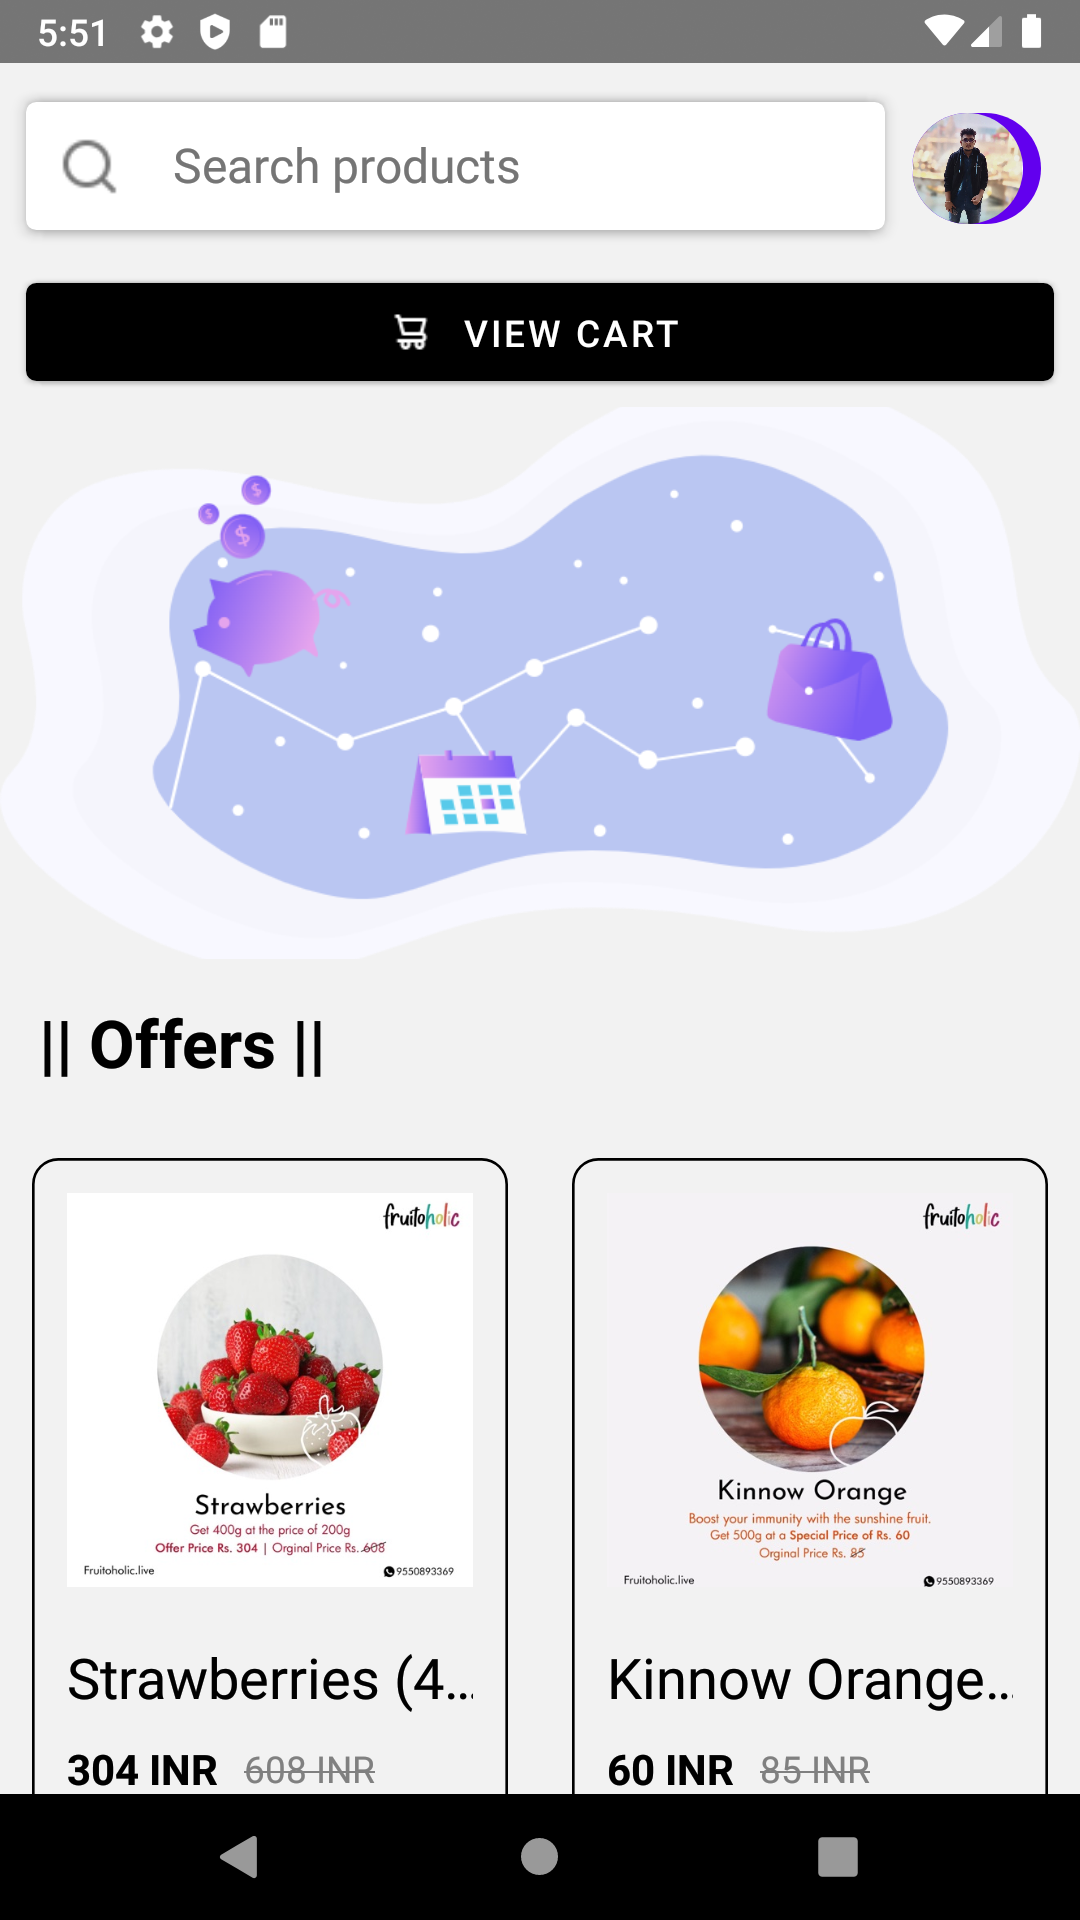 5:51
Search products
VIEW CART
|| Offers ||
fruitoholic
Strawberries
Get 400g at the price of 200g
Offer Price Rs. 304 | Orginal Price Rs. 608
Fruitoholic.live
9550893369
fruitoholic
Kinnow Orange
Boost your immunity with the sunshine fruit.
Get 500g at a Special Price of Rs. 60
Orginal Price Rs. 85
Fruitoholic.live
9550893369
Strawberries (4...
Kinnow Orange...
304 INR 608 INR
60 INR 85 INR